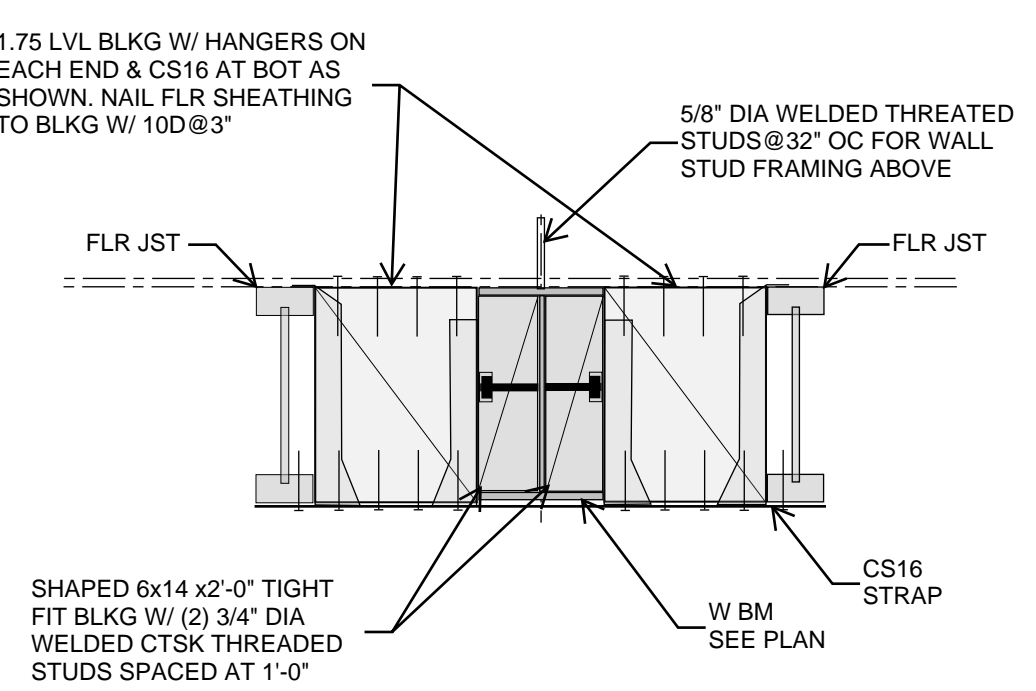 1.75 LVL BLKG W/ HANGERS ON
EACH END & CS16 AT BOT AS
SHOWN. NAIL FLR SHEATHING
TO BLKG W/ 10D@3"
5/8" DIA WELDED THREATED
STUDS@32" OC FOR WALL
STUD FRAMING ABOVE
FLR JST
FLR JST
SHAPED 6x14 x2'-0" TIGHT
FIT BLKG W/ (2) 3/4" DIA
WELDED CTSK THREADED
STUDS SPACED AT 1'-0"
W BM
SEE PLAN
CS16
STRAP